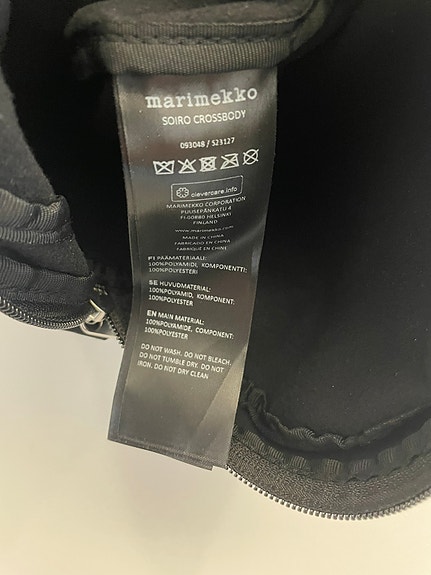 marimekko
SOIRO CROSSBODY
093048 / S23127
clevercare.info
MARIMEKKO CORPORATION
PUUSEPÄNKATU 4
FI-00880 HELSINKI
FINLAND
www.marimekko.com
MADE IN CHINA
FABRICADO EN CHINA
FABRIQUÉ EN CHINE
FI PÄÄMATERIAALI:
100%POLYAMIDI, KOMPONENTTI:
100%POLYESTERI
SE HUVUDMATERIAL:
100%POLYAMID, KOMPONENT:
100%POLYESTER
EN MAIN MATERIAL:
100%POLYAMIDE, COMPONENT:
100%POLYESTER
DO NOT WASH. DO NOT BLEACH.
DO NOT TUMBLE DRY. DO NOT
IRON. DO NOT DRY CLEAN